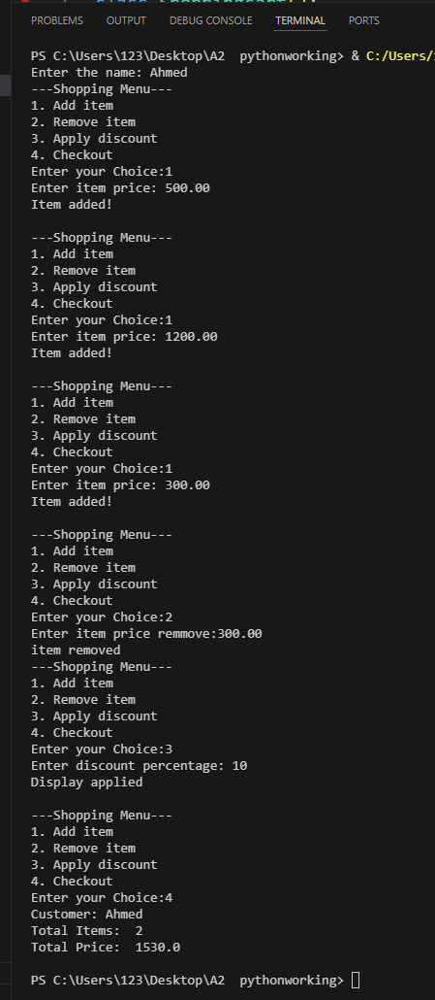 PROBLEMS OUTPUT DEBUG CONSOLE TERMINAL PORTS
PS C:\Users\123\Desktop\A2  pythonworking> & C:/Users/
Enter the name: Ahmed
---Shopping Menu---
1. Add item
2. Remove item
3. Apply discount
4. Checkout
Enter your Choice:1
Enter item price: 500.00
Item added!

---Shopping Menu---
1. Add item
2. Remove item
3. Apply discount
4. Checkout
Enter your Choice:1
Enter item price: 1200.00
Item added!

---Shopping Menu---
1. Add item
2. Remove item
3. Apply discount
4. Checkout
Enter your Choice:1
Enter item price: 300.00
Item added!

---Shopping Menu---
1. Add item
2. Remove item
3. Apply discount
4. Checkout
Enter your Choice:2
Enter item price remmove:300.00
item removed
---Shopping Menu---
1. Add item
2. Remove item
3. Apply discount
4. Checkout
Enter your Choice:3
Enter discount percentage: 10
Display applied

---Shopping Menu---
1. Add item
2. Remove item
3. Apply discount
4. Checkout
Enter your Choice:4
Customer: Ahmed
Total Items:  2
Total Price:  1530.0

PS C:\Users\123\Desktop\A2  pythonworking>